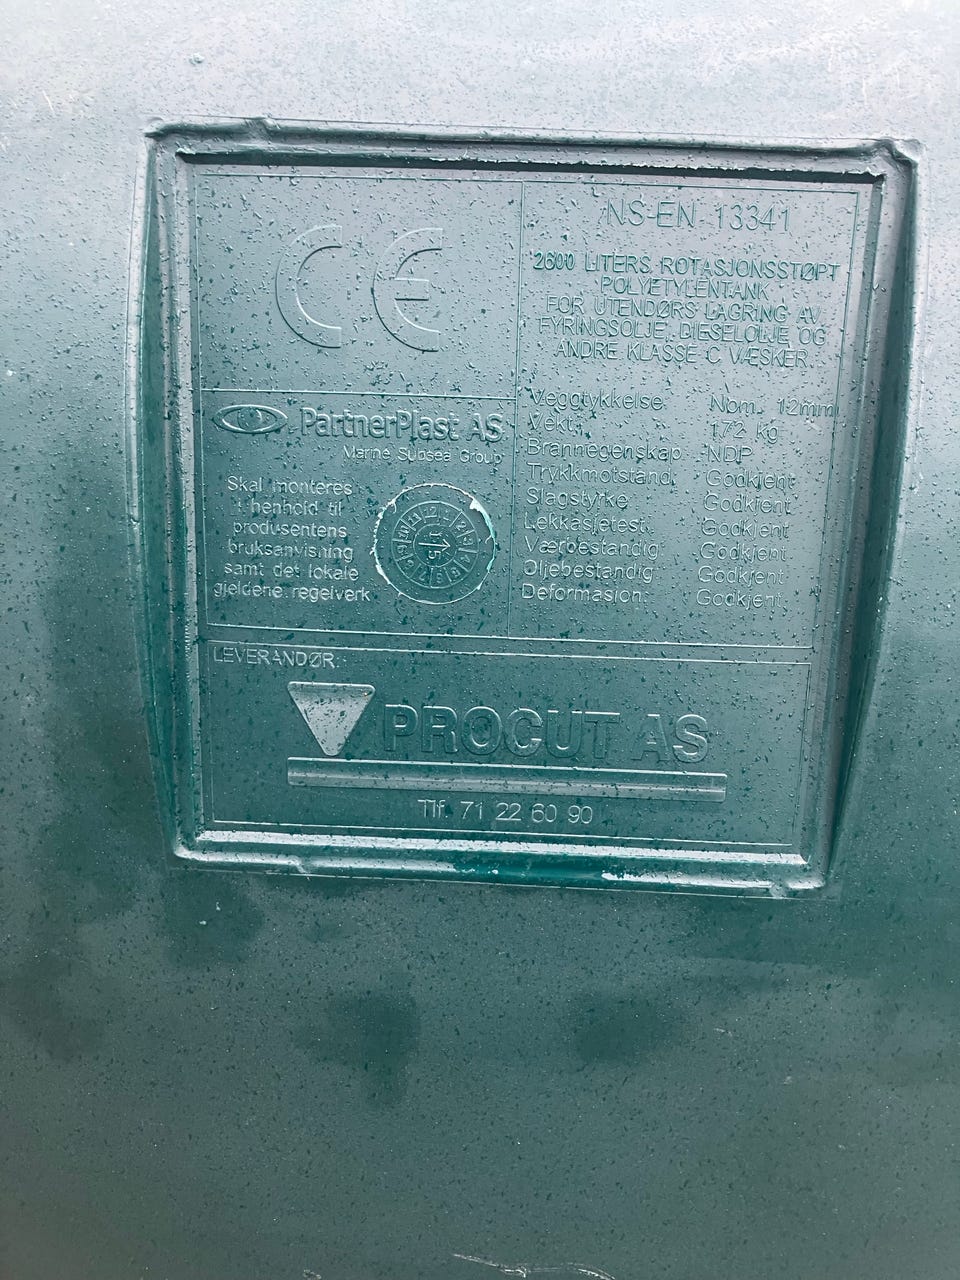 CE
NS-EN 13341
2600 LITERS ROTASJONSSTØPT
POLYETYLENTANK
FOR UTENDØRS LAGRING AV
FYRINGSOLJE, DIESELOLJE OG
ANDRE KLASSE C VÆSKER.
Veggtykkelse: Nom. 12mm
Vekt: 172 kg
Brannegenskap: NDP
Trykkmotstand: Godkjent
Slagstyrke: Godkjent
Lekkasjetest: Godkjent
Værbestandig: Godkjent
Oljebestandig: Godkjent
Deformasjon: Godkjent
PartnerPlast AS
Marine Subsea Group
Skal monteres
i henhold til
produsentens
bruksanvisning
samt det lokale
gjeldene regelverk
LEVERANDØR:
PROCUT AS
Tlf. 71 22 60 90